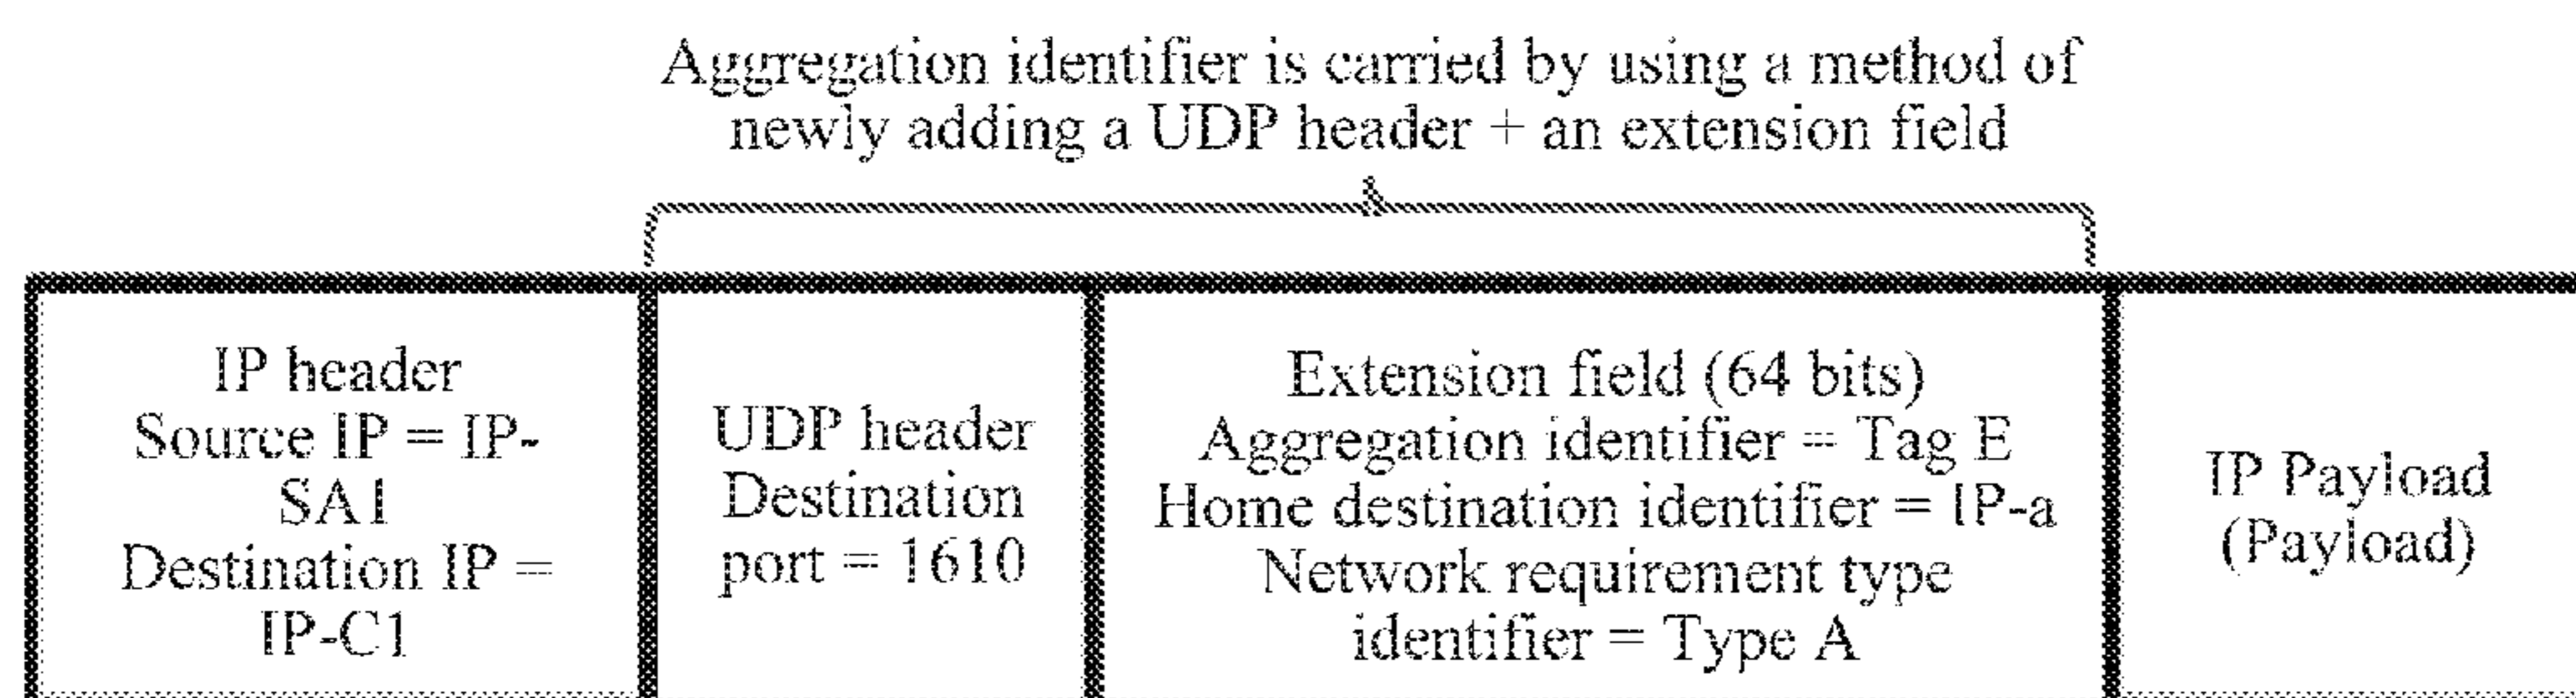 Aggregation identifier is carried by using a method of
newly adding a UDP header + an extension field
IP header
Source IP = IP-
SA1
Destination IP =
IP-C1
UDP header
Destination
port = 1610
Extension field (64 bits)
Aggregation identifier = Tag E
Home destination identifier = IP-a
Network requirement type
identifier = Type A
IP Payload
(Payload)